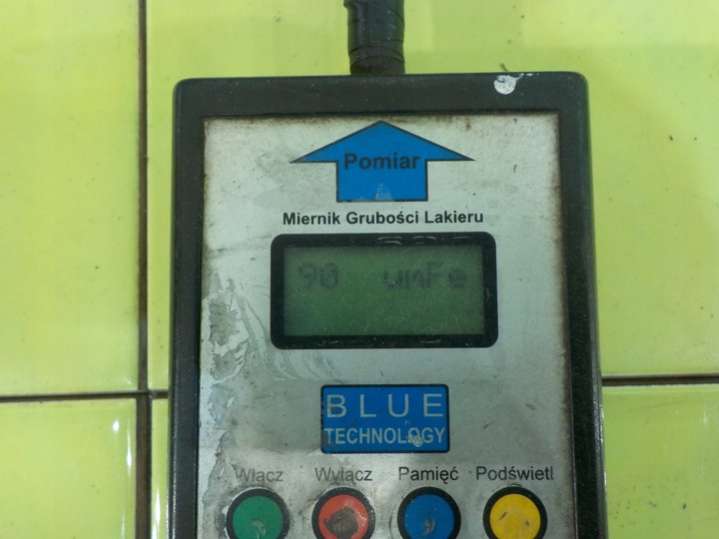 Pomiar
Miernik Grubości Lakieru
90 umFe
BLUE
TECHNOLOGY
Włącz Wyłącz Pamięć Podświetl